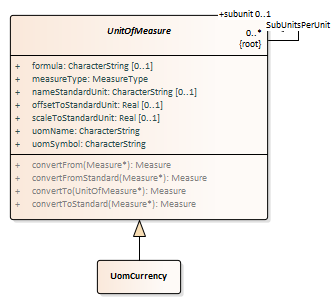 +subunit 0..1
UnitOfMeasure
SubUnitsPerUnit
0..*
{root}
+ formula: CharacterString [0..1]
+ measureType: MeasureType
+ nameStandardUnit: CharacterString [0..1]
+ offsetToStandardUnit: Real [0..1]
+ scaleToStandardUnit: Real [0..1]
+ uomName: CharacterString
+ uomSymbol: CharacterString
+ convertFrom(Measure*): Measure
+ convertFromStandard(Measure*): Measure
+ convertTo(UnitOfMeasure*): Measure
+ convertToStandard(Measure*): Measure
UomCurrency